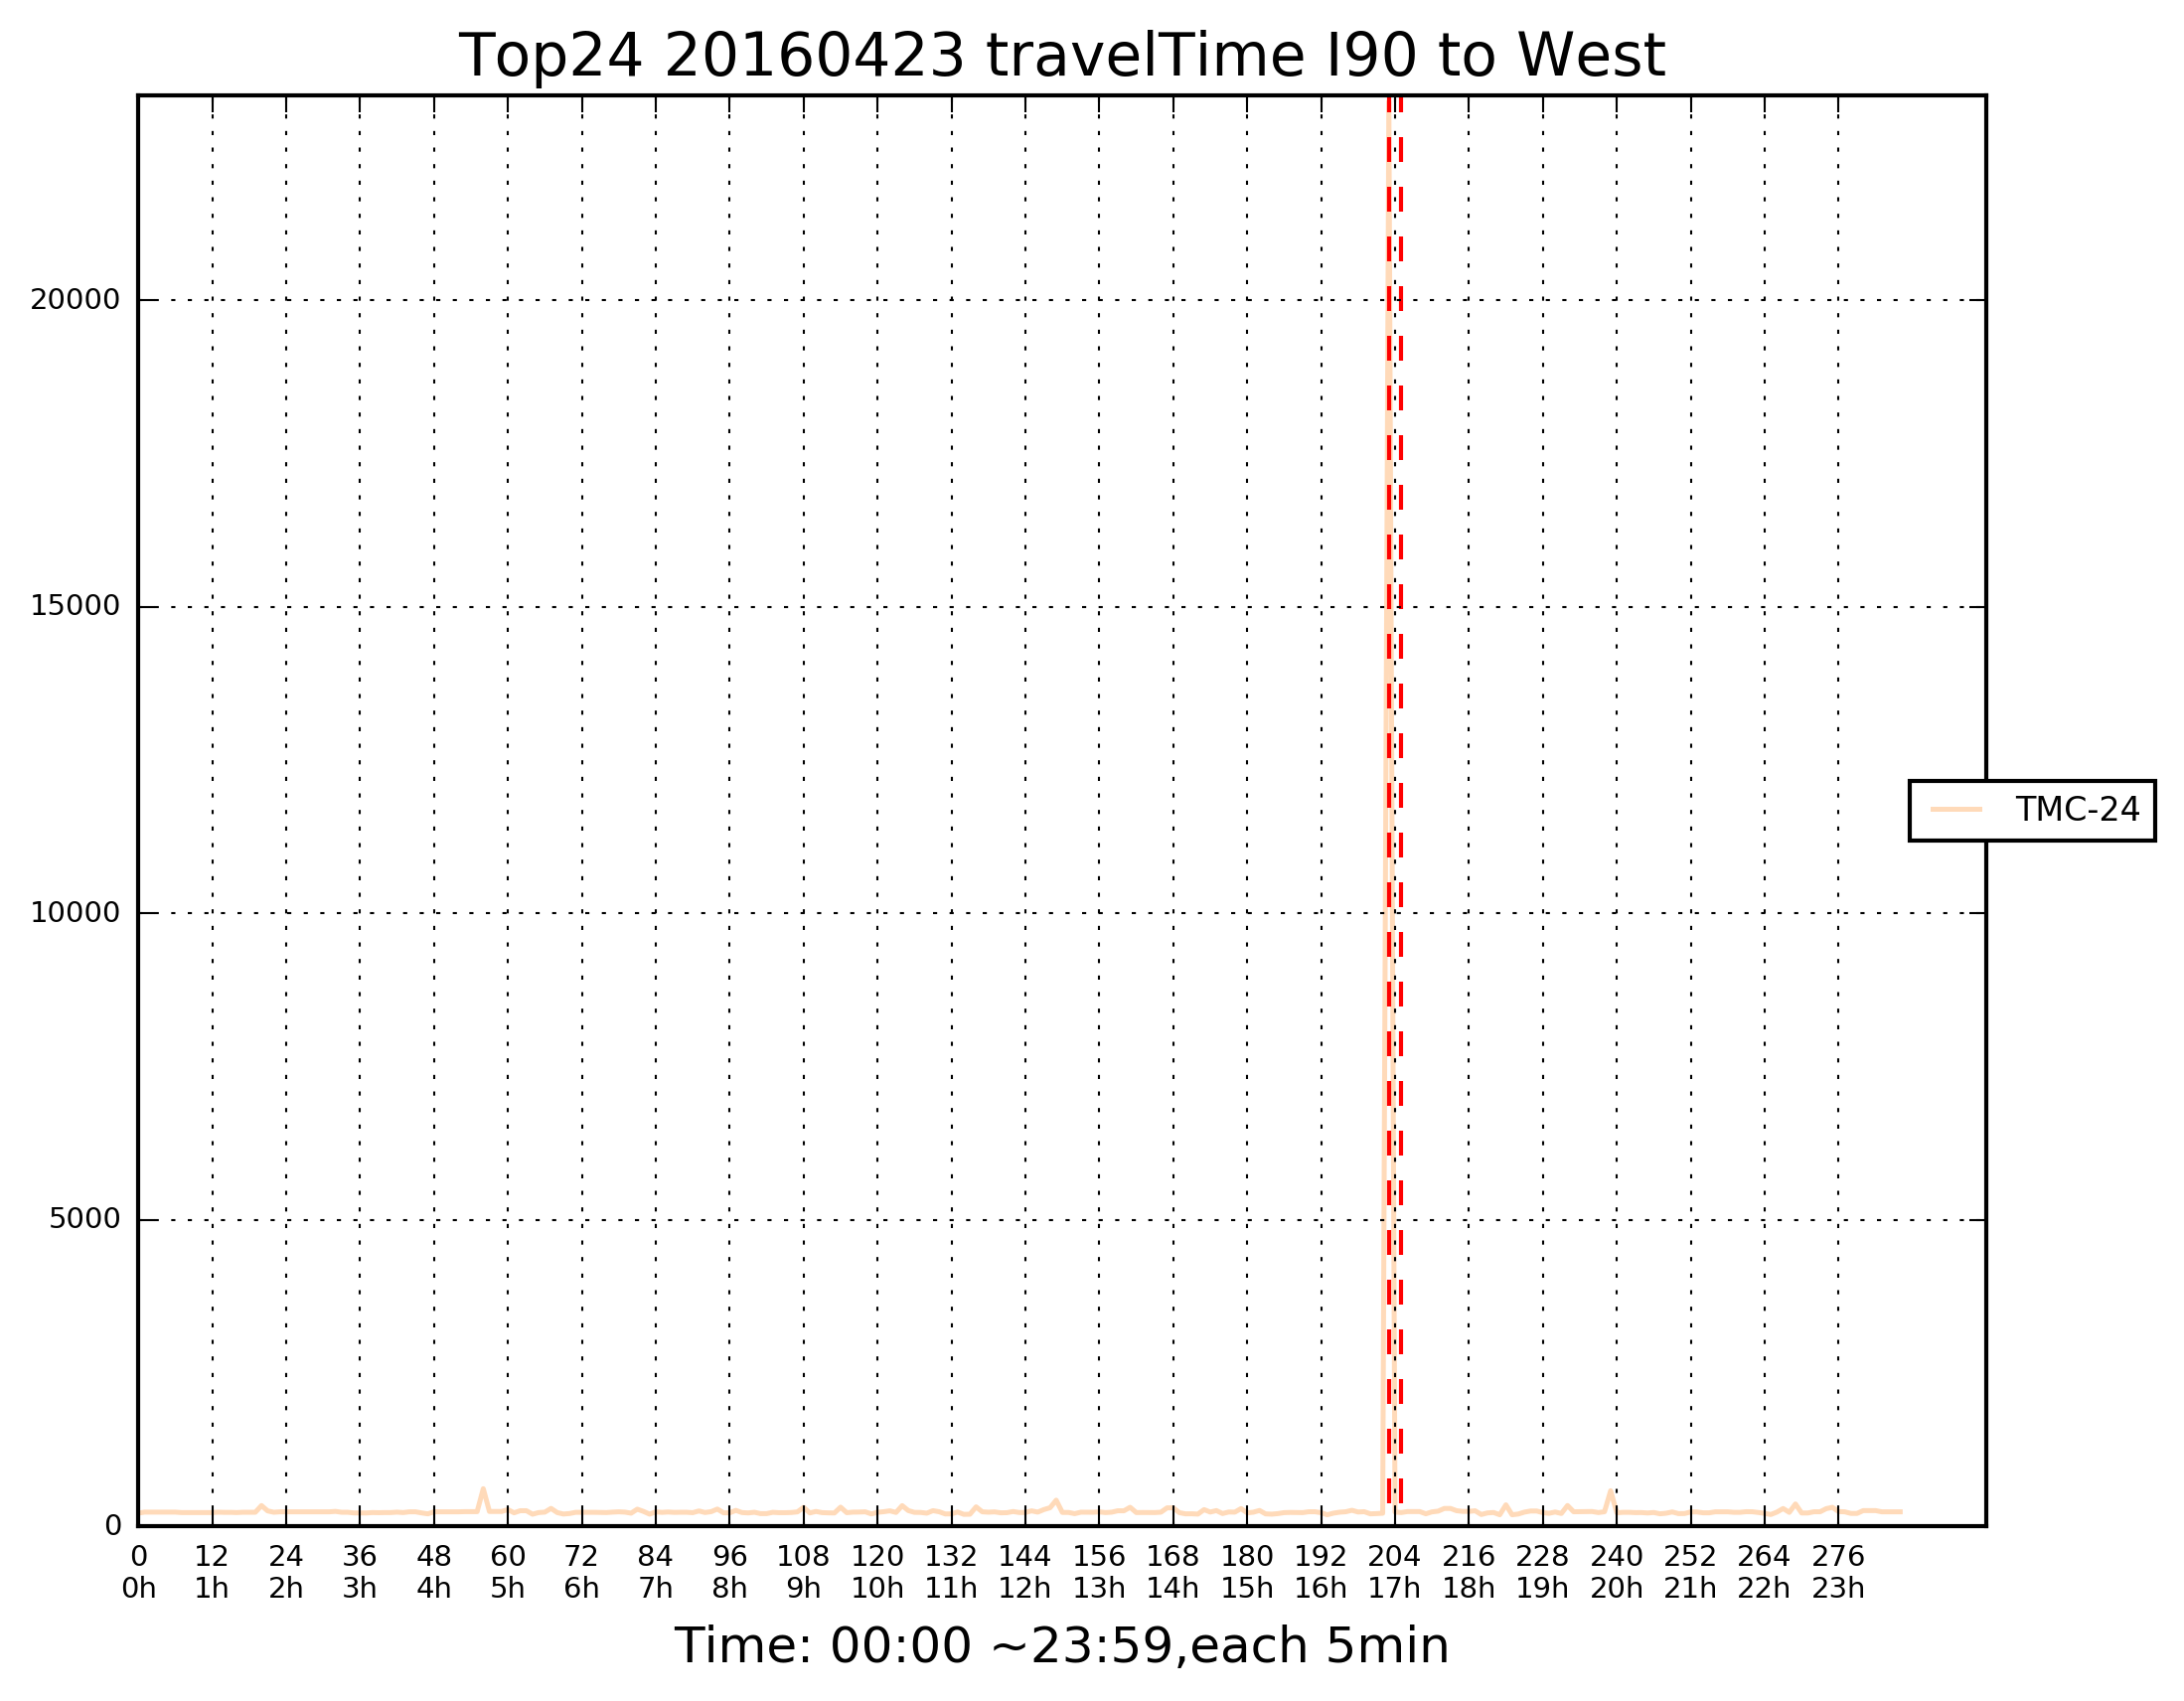 Top24 20160423 travelTime I90 to West
20000
15000
10000
5000
0
TMC-24
0 12 24 36 48 60 72 84 96 108 120 132 144 156 168 180 192 204 216 228 240 252 264 276
0h 1h 2h 3h 4h 5h 6h 7h 8h 9h 10h 11h 12h 13h 14h 15h 16h 17h 18h 19h 20h 21h 22h 23h
Time: 00:00 ~23:59,each 5min